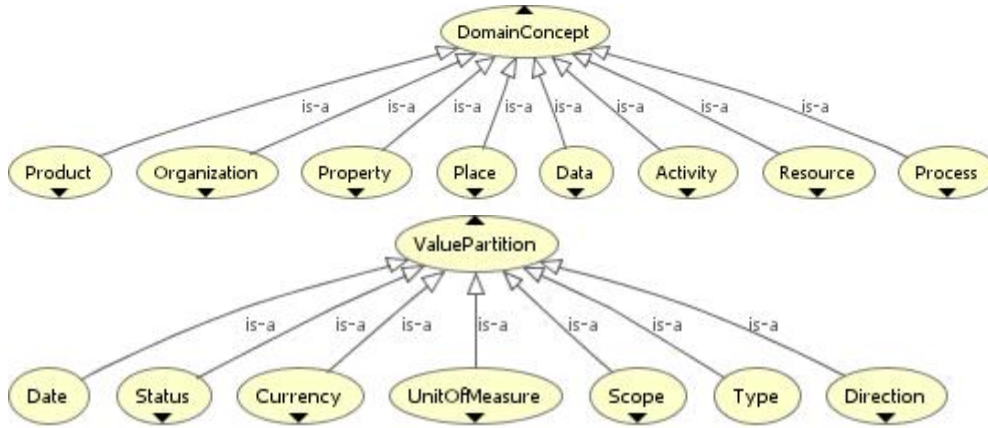 DomainConcept
is-a is-a is-a is-a is-a is-a is-a is-a
Product Organization Property Place Data Activity Resource Process
ValuePartition
is-a is-a is-a is-a is-a is-a is-a
Date Status Currency UnitOfMeasure Scope Type Direction